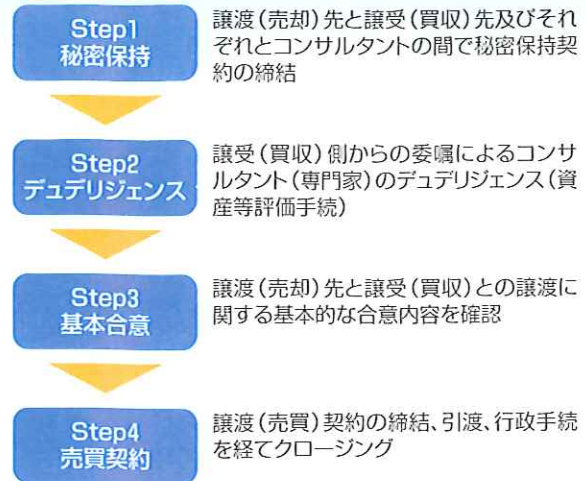 Step1
秘密保持
譲渡(売却)先と譲受(買収)先及びそれ
ぞれとコンサルタントの間で秘密保持契
約の締結
Step2
デュデリジェンス
譲受(買収)側からの委嘱によるコンサ
ルタント(専門家)のデュデリジェンス(資
産等評価手続)
Step3
基本合意
譲渡(売却)先と譲受(買収)との譲渡に
関する基本的な合意内容を確認
Step4
売買契約
譲渡(売買)契約の締結、引渡、行政手続
を経てクロージング